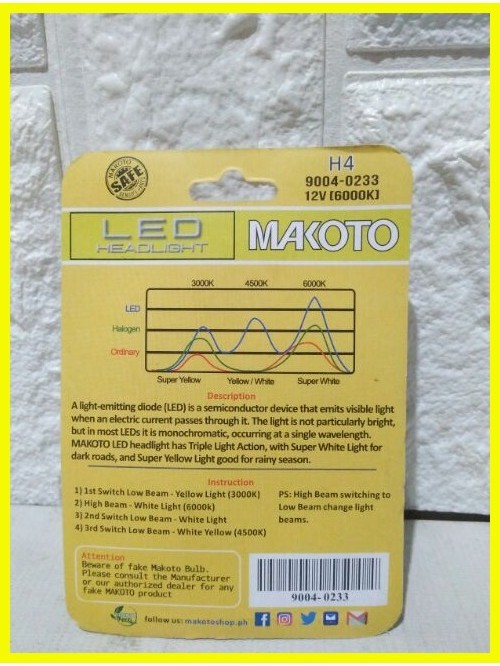 MAKOTO
SAFE
H4
9004-0233
12V [6000K]
LED
HEADLIGHT
MAKOTO
3000K 4500K 6000K
LED
Halogen
Ordinary
Super Yellow Yellow / White Super White
Description
A light-emitting diode (LED) is a semiconductor device that emits visible light
when an electric current passes through it. The light is not particularly bright,
but in most LEDs it is monochromatic, occurring at a single wavelength.
MAKOTO LED headlight has Triple Light Action, with Super White Light for
dark roads, and Super Yellow Light good for rainy season.
Instruction
1) 1st Switch Low Beam - Yellow Light (3000K)
2) High Beam - White Light (6000k)
3) 2nd Switch Low Beam - White Light
4) 3rd Switch Low Beam - White Yellow (4500K)
PS: High Beam switching to
Low Beam change light
beams.
Attention
Beware of fake Makoto Bulb.
Please consult the Manufacturer
or our authorized dealer for any
fake MAKOTO product
9004-0233
follow us: makotoshop.ph